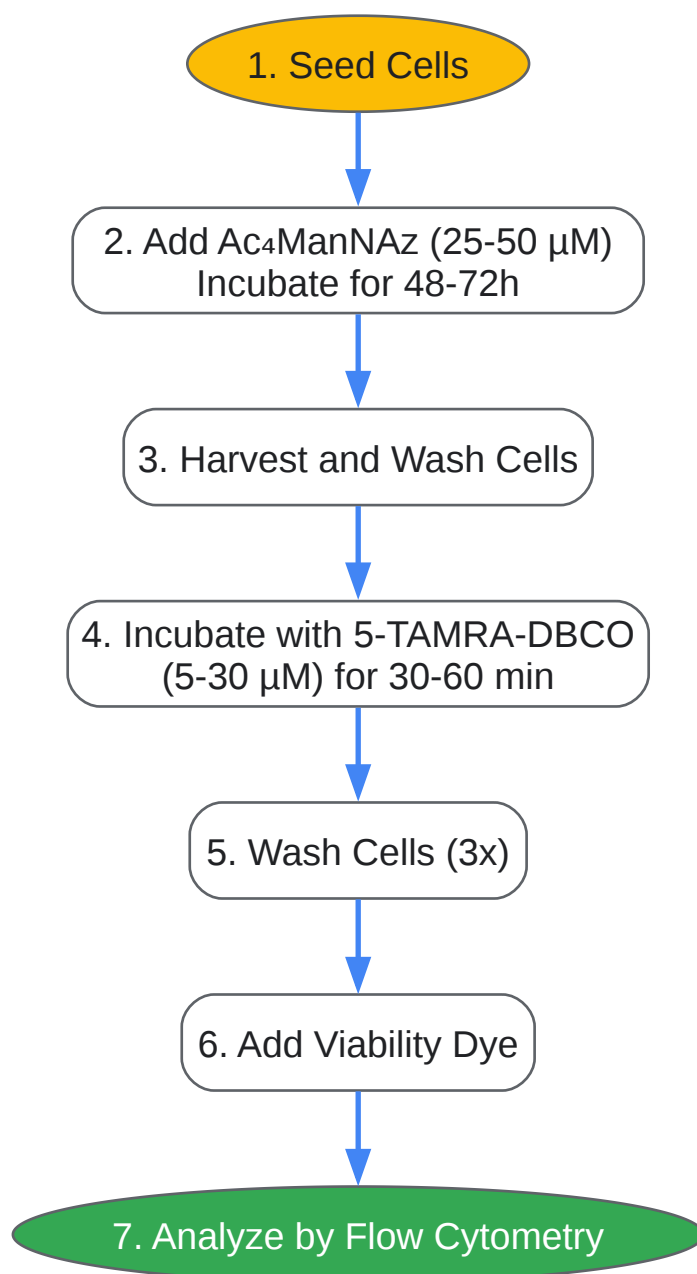 1. Seed Cells
2. Add Ac₄ManNAz (25-50 µM)
Incubate for 48-72h
3. Harvest and Wash Cells
4. Incubate with 5-TAMRA-DBCO
(5-30 µM) for 30-60 min
5. Wash Cells (3x)
6. Add Viability Dye
7. Analyze by Flow Cytometry